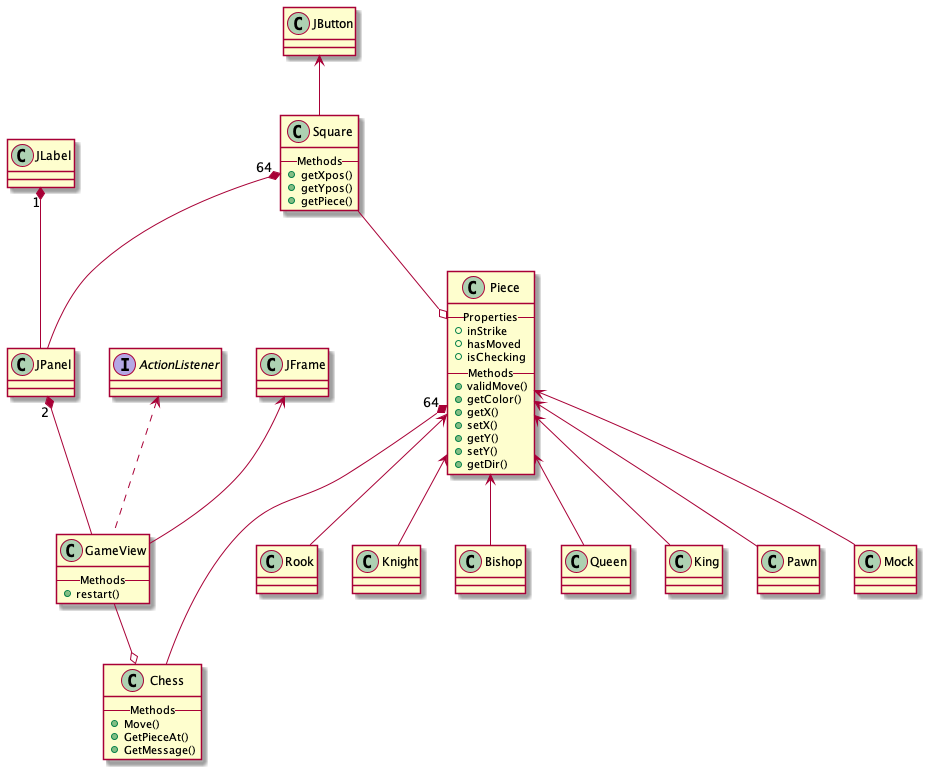 C JButton
C Square
Methods
getXpos()
getYpos()
getPiece()
64
C JLabel
1
C Piece
Properties
inStrike
hasMoved
isChecking
Methods
validMove()
getColor()
getX()
setX()
getY()
setY()
getDir()
64
C JPanel
2
I ActionListener
C JFrame
C GameView
Methods
restart()
C Rook
C Knight
C Bishop
C Queen
C King
C Pawn
C Mock
C Chess
Methods
Move()
GetPieceAt()
GetMessage()